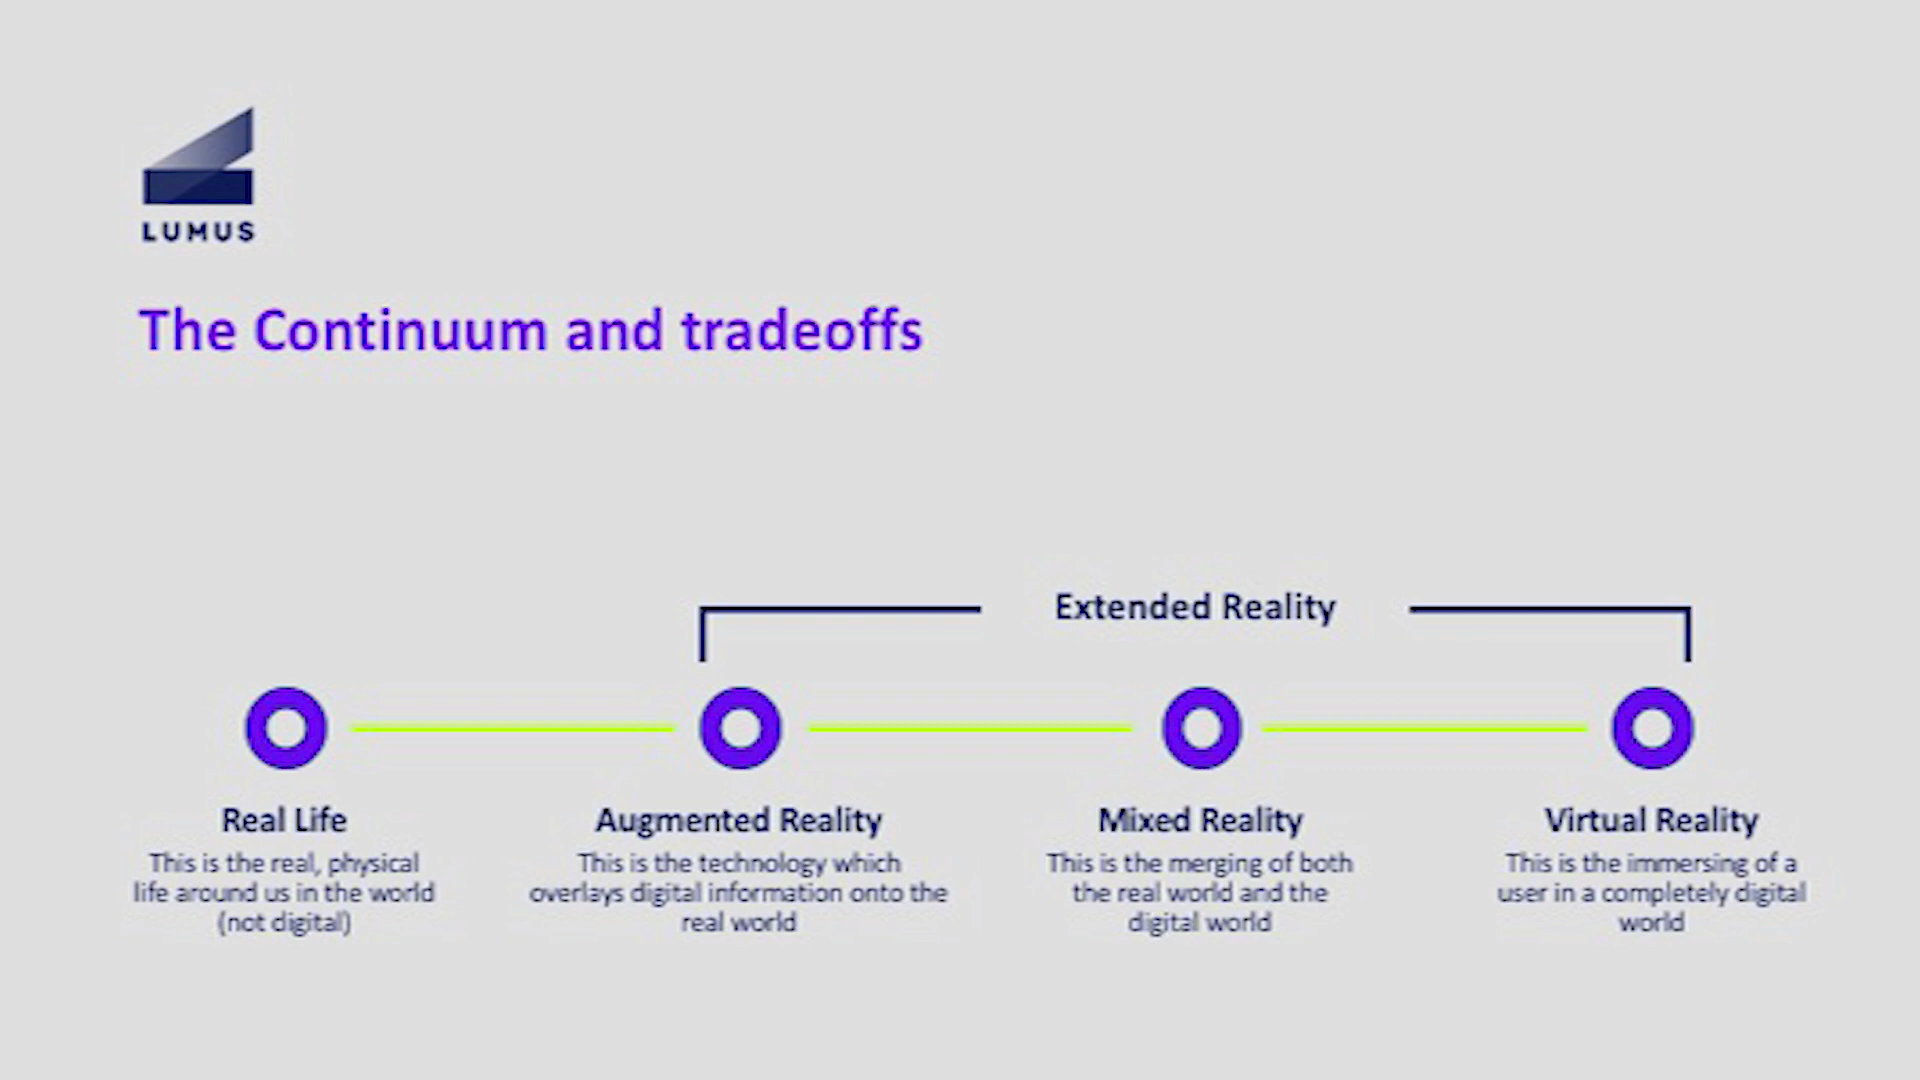 LUMUS
The Continuum and tradeoffs
Extended Reality
Real Life
This is the real, physical
life around us in the world
(not digital)
Augmented Reality
This is the technology which
overlays digital information onto the
real world
Mixed Reality
This is the merging of both
the real world and the
digital world
Virtual Reality
This is the immersing of a
user in a completely digital
world